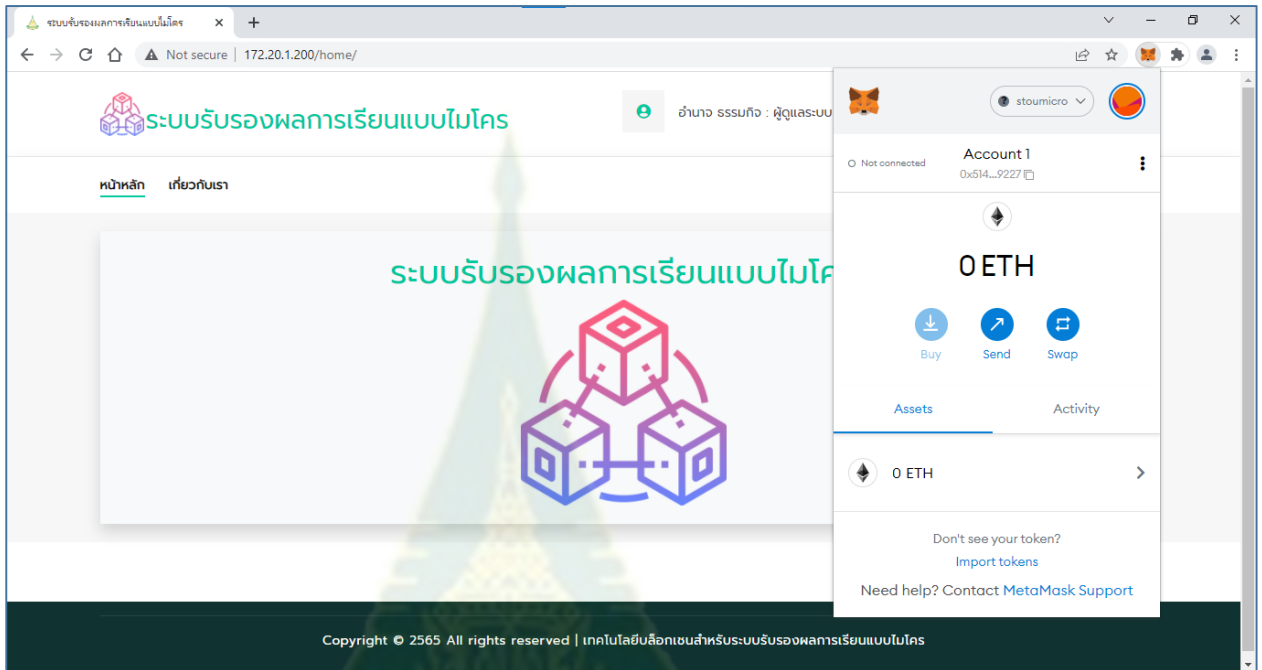 ระบบรับรองผลการเรียนแบบไมโคร
Not secure | 172.20.1.200/home/
ระบบรับรองผลการเรียนแบบไมโคร
อำนาจ ธรรมกิจ : ผู้ดูแลระบบ
หน้าหลัก เกี่ยวกับเรา
ระบบรับรองผลการเรียนแบบไมโค
stoumicro
Not connected
Account 1
0x514...9227
0 ETH
Buy Send Swap
Assets Activity
0 ETH
Don't see your token?
Import tokens
Need help? Contact MetaMask Support
Copyright © 2565 All rights reserved | เทคโนโลยีบล็อกเชนสำหรับระบบรับรองผลการเรียนแบบไมโคร